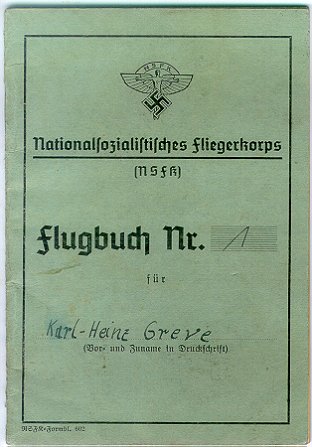 NSFK
Nationalsozialistisches Fliegerkorps
(NSFK)
Flugbuch Nr. 1
für
Karl-Heinz Greve
(Vor- und Zuname in Druckschrift)
NSFK-Formbl. 602